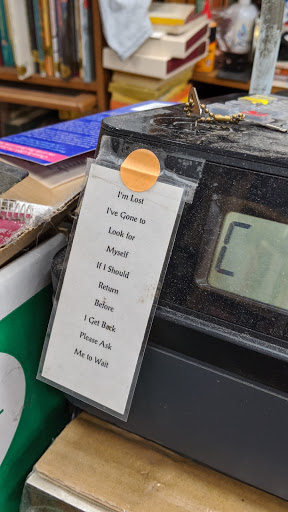 I'm Lost
I've Gone to
Look for
Myself
If I Should
Return
Before
I Get Back
Please Ask
Me to Wait